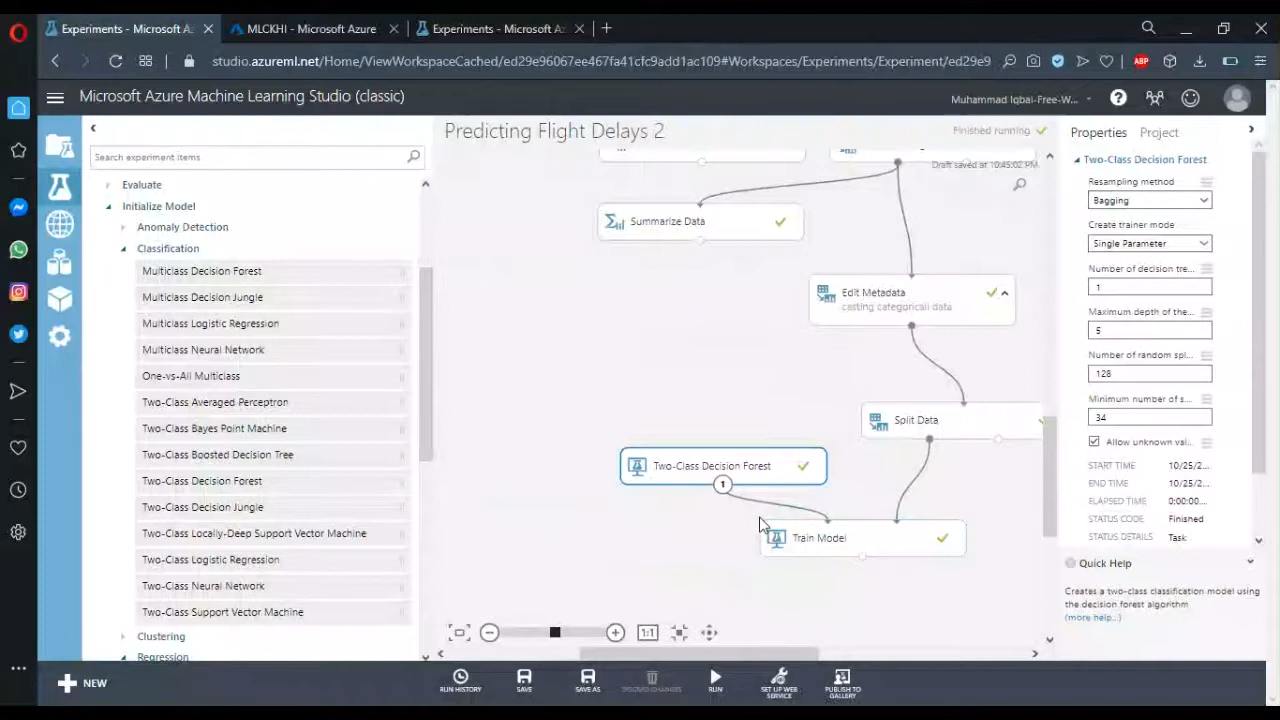 Experiments - Microsoft Az
MLCKHI - Microsoft Azure
Experiments - Microsoft Az
studio.azureml.net/Home/ViewWorkspaceCached/ed29e96067ee467fa41cfc9add1ac109#Workspaces/Experiments/Experiment/ed29e9
ABP
Microsoft Azure Machine Learning Studio (classic)
Muhammad Iqbal-Free-W...
Search experiment items
Evaluate
Initialize Model
Anomaly Detection
Classification
Multiclass Decision Forest
Multiclass Decision Jungle
Multiclass Logistic Regression
Multiclass Neural Network
One-vs-All Multiclass
Two-Class Averaged Perceptron
Two-Class Bayes Point Machine
Two-Class Boosted Decision Tree
Two-Class Decision Forest
Two-Class Decision Jungle
Two-Class Locally-Deep Support Vector Machine
Two-Class Logistic Regression
Two-Class Neural Network
Two-Class Support Vector Machine
Clustering
Regression
Predicting Flight Delays 2
Finished running
Draft saved at 10:45:02 PM
Summarize Data
Edit Metadata
casting categoricall data
Split Data
Two-Class Decision Forest
1
Train Model
1:1
Properties Project
Two-Class Decision Forest
Resampling method
Bagging
Create trainer mode
Single Parameter
Number of decision tre...
1
Maximum depth of the...
5
Number of random spl...
128
Minimum number of s...
34
Allow unknown val...
START TIME 10/25/2...
END TIME 10/25/2...
ELAPSED TIME 0:00:00...
STATUS CODE Finished
STATUS DETAILS Task
Quick Help
Creates a two-class classification model using
the decision forest algorithm
(more help...)
NEW
RUN HISTORY
SAVE
SAVE AS
DISCARD CHANGES
RUN
SET UP WEB
SERVICE
PUBLISH TO
GALLERY